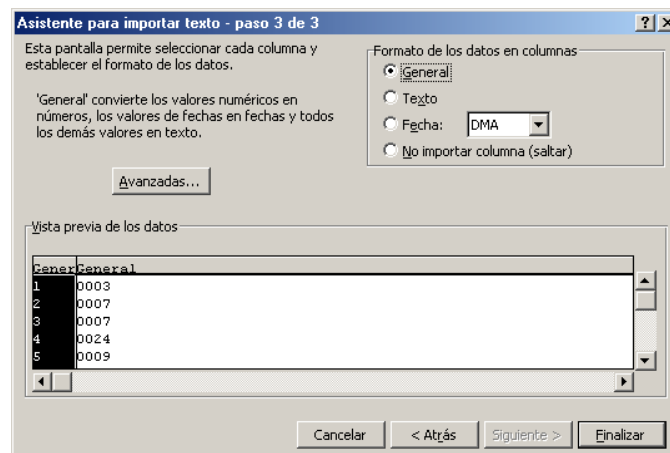 Asistente para importar texto - paso 3 de 3
Esta pantalla permite seleccionar cada columna y
establecer el formato de los datos.
'General' convierte los valores numéricos en
números, los valores de fechas en fechas y todos
los demás valores en texto.
Avanzadas...
Formato de los datos en columnas
General
Texto
Fecha: DMA
No importar columna (saltar)
Vista previa de los datos
Gener General
1 0003
2 0007
3 0007
4 0024
5 0009
Cancelar < Atrás Siguiente > Finalizar